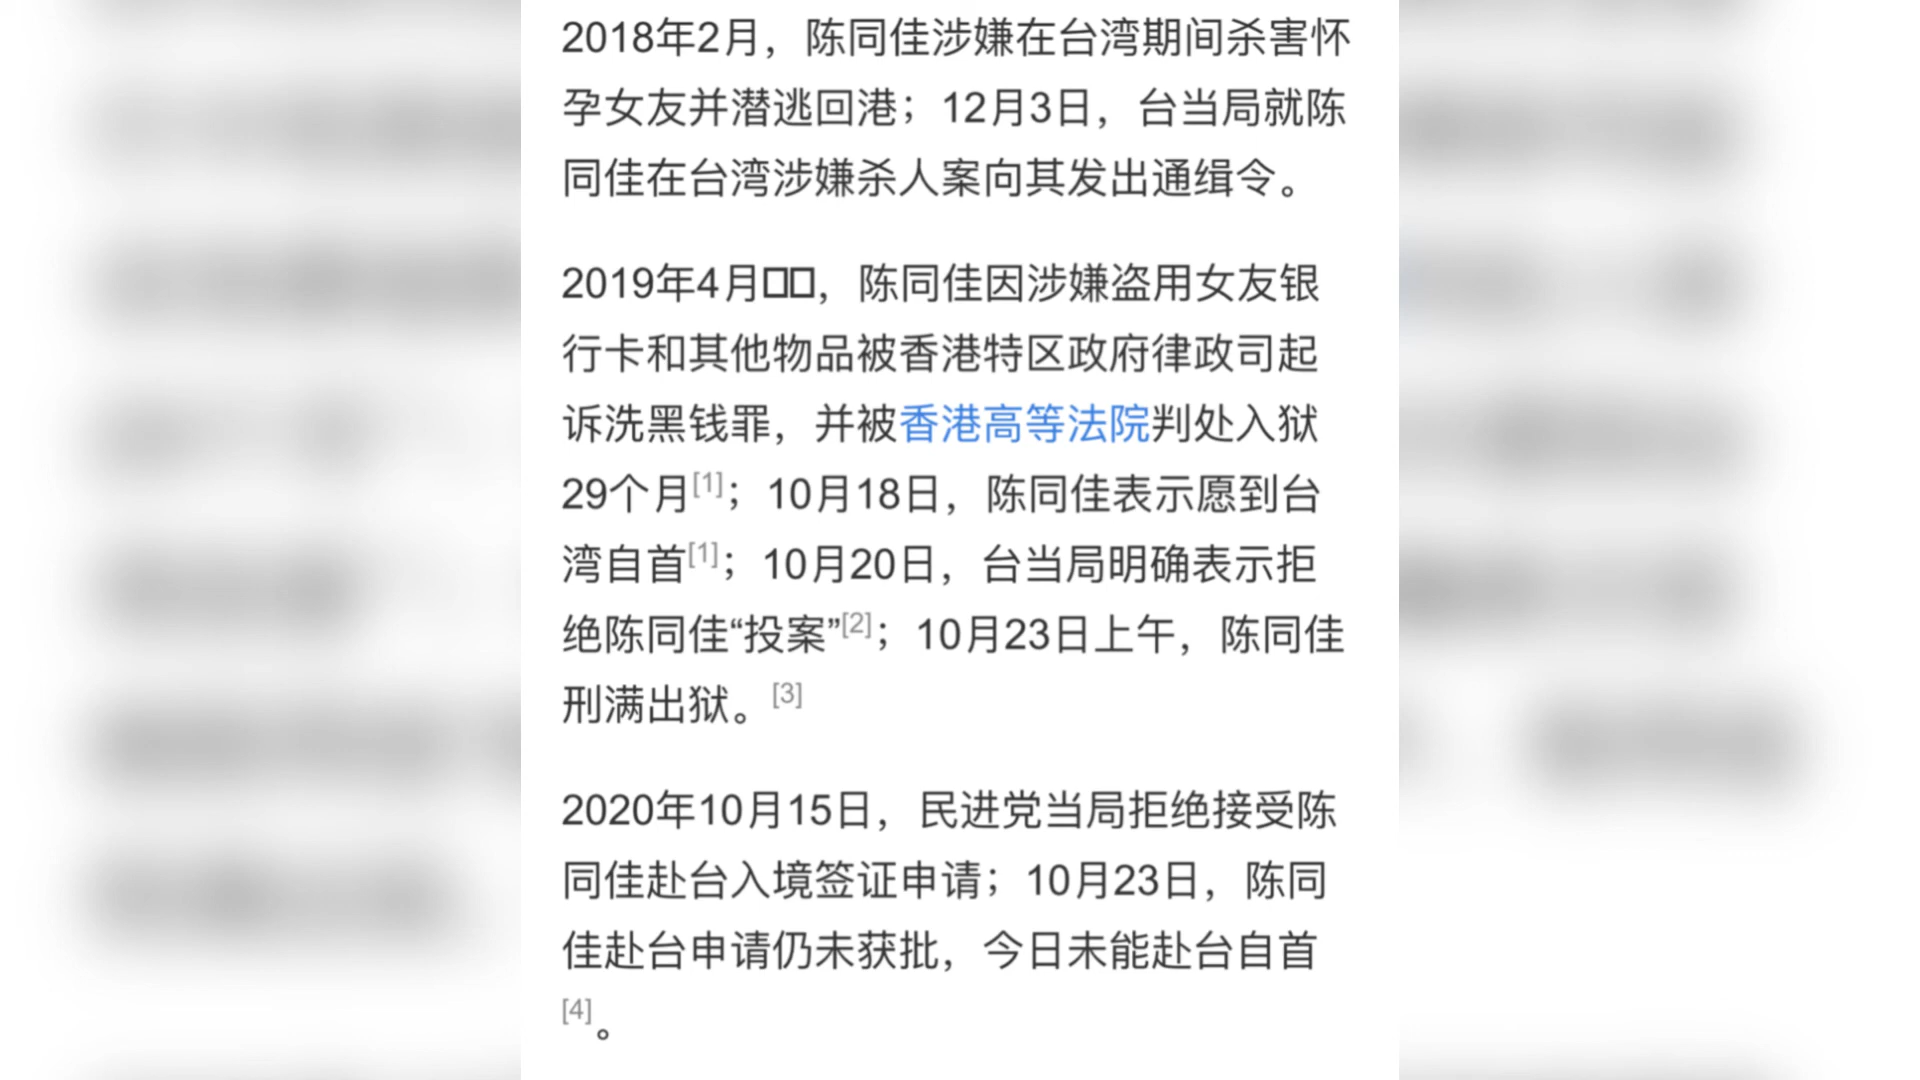 2018年2月，陈同佳涉嫌在台湾期间杀害怀
孕女友并潜逃回港；12月3日，台当局就陈
同佳在台湾涉嫌杀人案向其发出通缉令。
2019年4月□□，陈同佳因涉嫌盗用女友银
行卡和其他物品被香港特区政府律政司起
诉洗黑钱罪，并被香港高等法院判处入狱
29个月[1]；10月18日，陈同佳表示愿到台
湾自首[1]；10月20日，台当局明确表示拒
绝陈同佳“投案”[2]；10月23日上午，陈同佳
刑满出狱。[3]
2020年10月15日，民进党当局拒绝接受陈
同佳赴台入境签证申请；10月23日，陈同
佳赴台申请仍未获批，今日未能赴台自首
[4]。